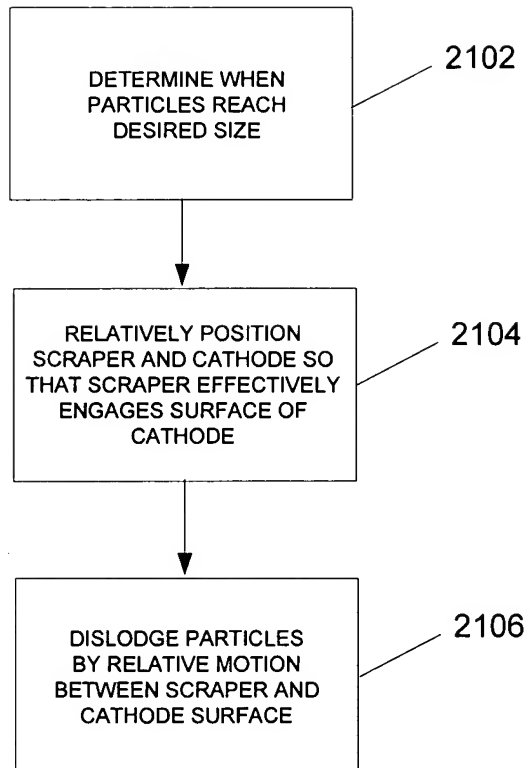 2102
DETERMINE WHEN
PARTICLES REACH
DESIRED SIZE
2104
RELATIVELY POSITION
SCRAPER AND CATHODE SO
THAT SCRAPER EFFECTIVELY
ENGAGES SURFACE OF
CATHODE
2106
DISLODGE PARTICLES
BY RELATIVE MOTION
BETWEEN SCRAPER AND
CATHODE SURFACE